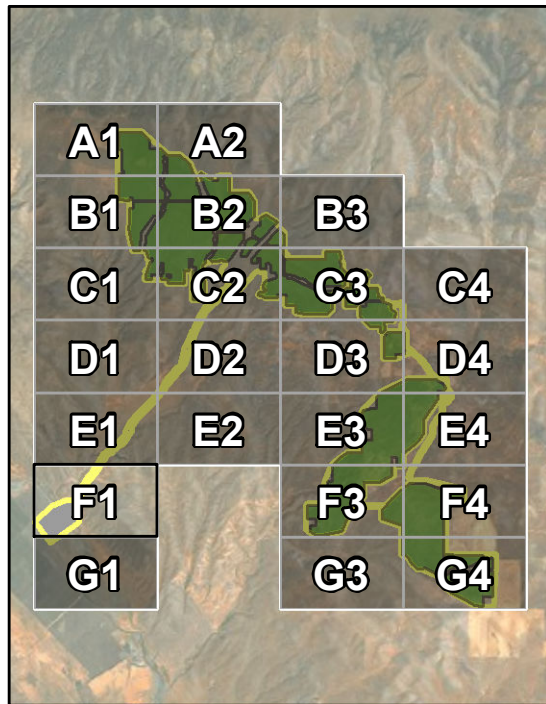 A1 A2
B1 B2 B3
C1 C2 C3 C4
D1 D2 D3 D4
E1 E2 E3 E4
F1 F3 F4
G1 G3 G4